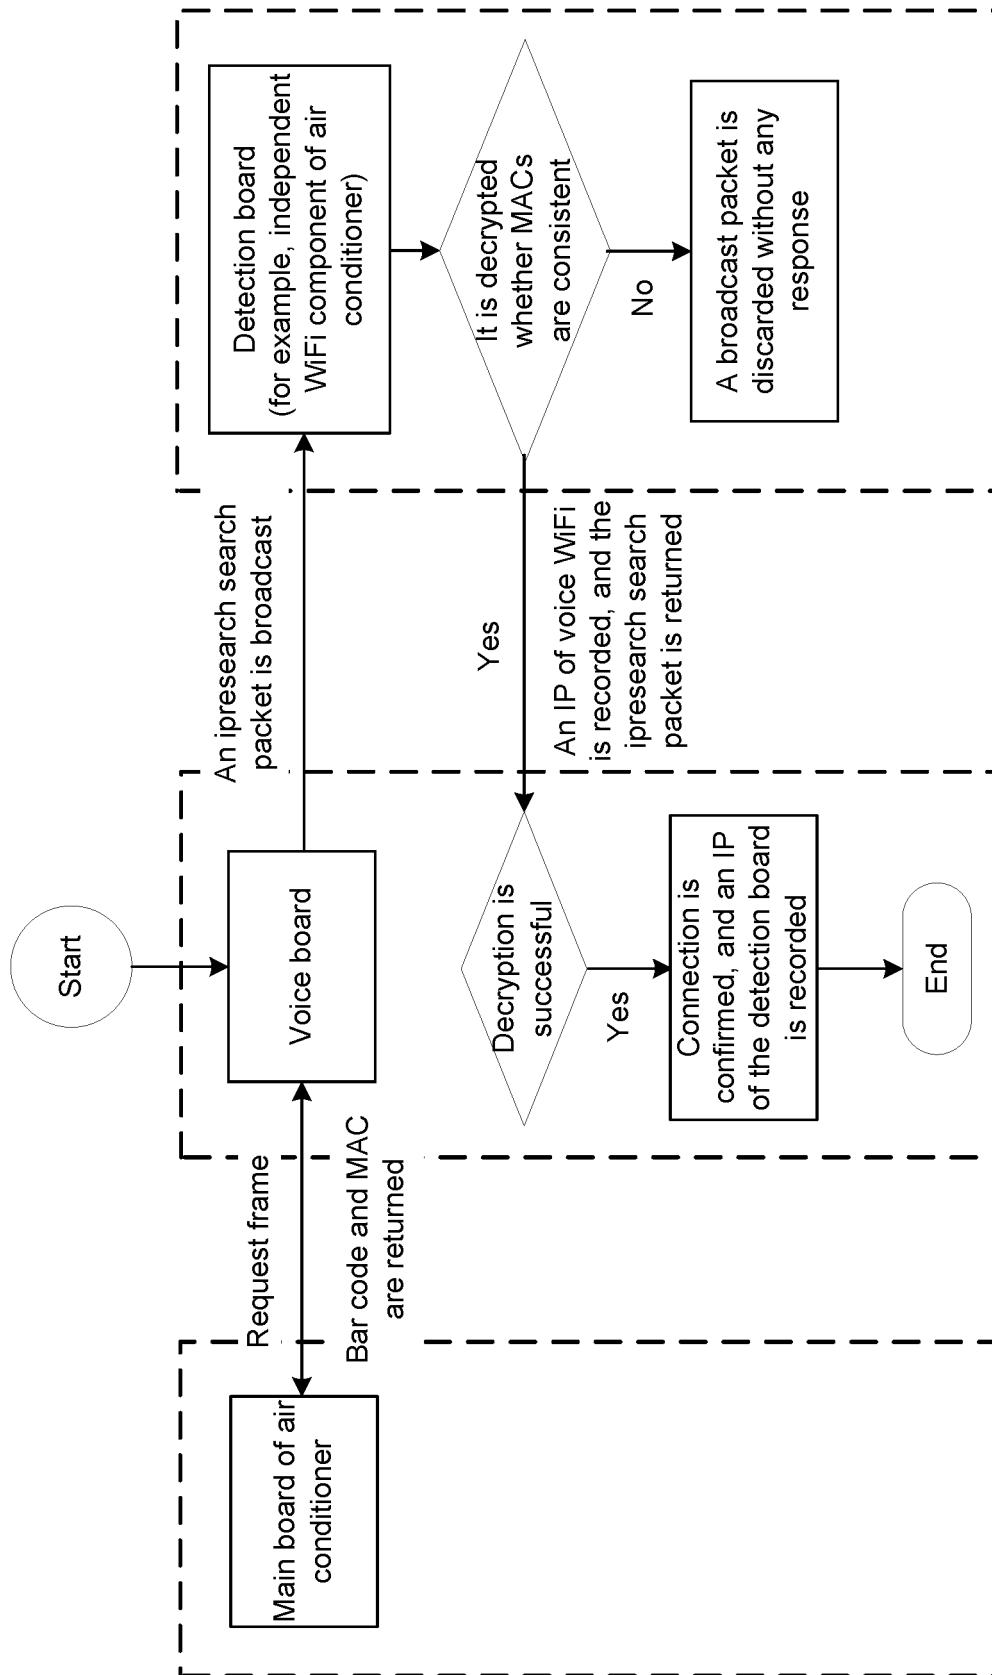 Start
Main board of air
conditioner
Request frame
Bar code and MAC
are returned
Voice board
An ipresearch search
packet is broadcast
Detection board
(for example, independent
WiFi component of air
conditioner)
It is decrypted
whether MACs
are consistent
No
A broadcast packet is
discarded without any
response
Yes
An IP of voice WiFi
is recorded, and the
ipresearch search
packet is returned
Decryption is
successful
Yes
Connection is
confirmed, and an IP
of the detection board
is recorded
End